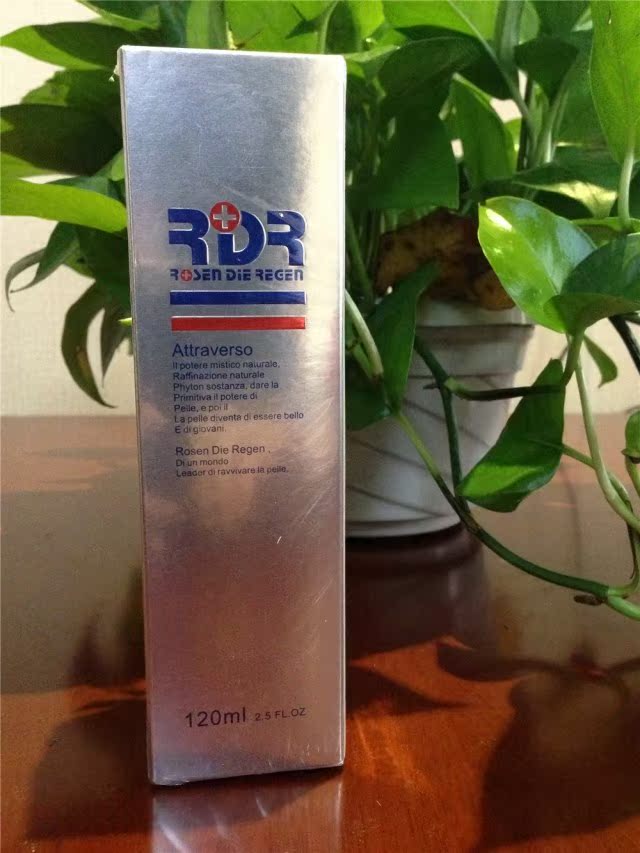 RDR
ROSEN DIE REGEN
Attraverso
Il potere mistico naturale,
Raffinazione naturale
Phyton sostanza, dare la
Primitiva il potere di
Pelle, e poi il
La pelle diventa di essere bello
E di giovani.
Rosen Die Regen .
Di un mondo
Leader di ravvivare la pelle.
120ml 2.5 FL.OZ